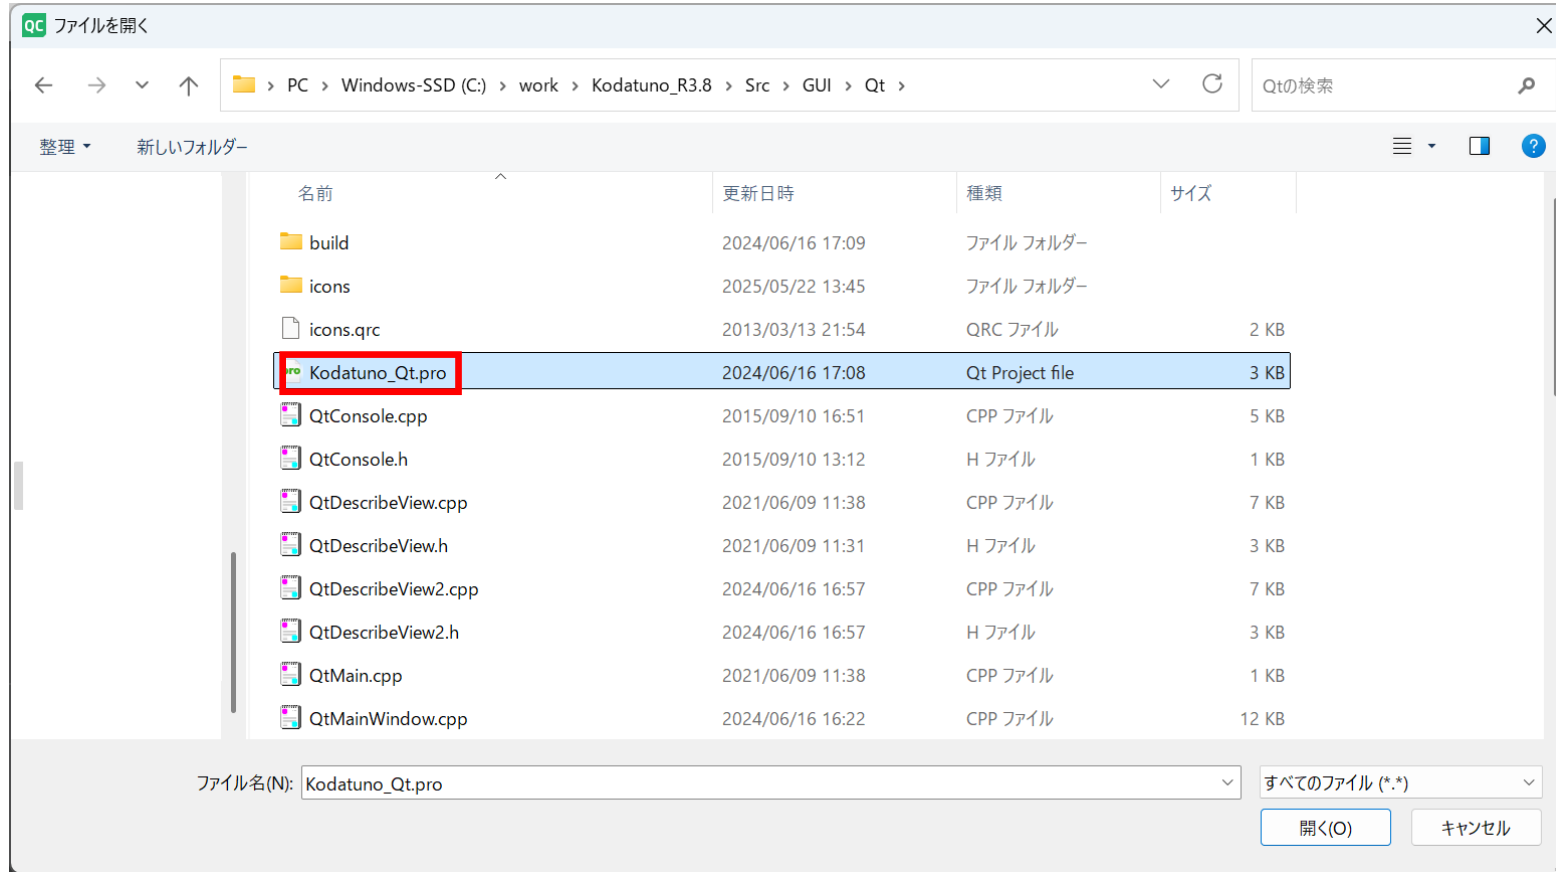 QC ファイルを開く
PC > Windows-SSD (C:) > work > Kodatuno_R3.8 > Src > GUI > Qt >
Qtの検索
整理 新しいフォルダー
?
名前 更新日時 種類 サイズ
build 2024/06/16 17:09 ファイル フォルダー
icons 2025/05/22 13:45 ファイル フォルダー
icons.qrc 2013/03/13 21:54 QRC ファイル 2 KB
Kodatuno_Qt.pro 2024/06/16 17:08 Qt Project file 3 KB
QtConsole.cpp 2015/09/10 16:51 CPP ファイル 5 KB
QtConsole.h 2015/09/10 13:12 H ファイル 1 KB
QtDescribeView.cpp 2021/06/09 11:38 CPP ファイル 7 KB
QtDescribeView.h 2021/06/09 11:31 H ファイル 3 KB
QtDescribeView2.cpp 2024/06/16 16:57 CPP ファイル 7 KB
QtDescribeView2.h 2024/06/16 16:57 H ファイル 3 KB
QtMain.cpp 2021/06/09 11:38 CPP ファイル 1 KB
QtMainWindow.cpp 2024/06/16 16:22 CPP ファイル 12 KB
ファイル名(N): Kodatuno_Qt.pro すべてのファイル (*.*)
開く(O) キャンセル